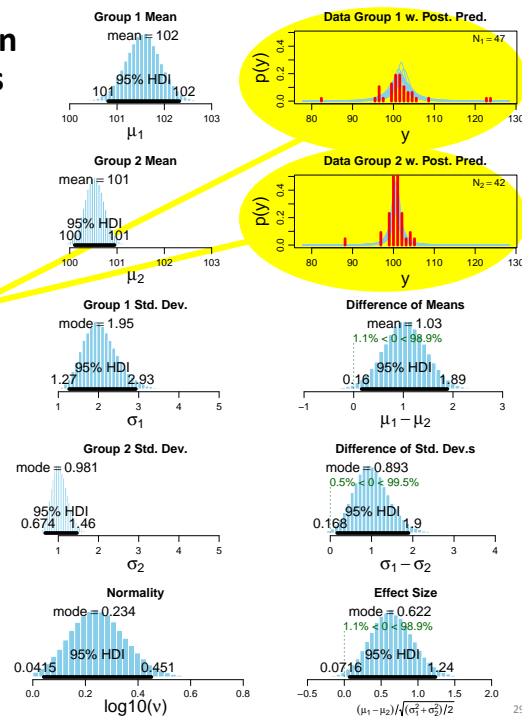 n
s
Group 1 Mean
mean = 102
95% HDI
101 102
100 101 102 103
μ1
Data Group 1 w. Post. Pred.
N1 = 47
p(y)
0.0 0.2 0.4
80 90 100 110 120 130
y
Group 2 Mean
mean = 101
95% HDI
100 101
100 101 102 103
μ2
Data Group 2 w. Post. Pred.
N2 = 42
p(y)
0.0 0.2 0.4
80 90 100 110 120 130
y
Group 1 Std. Dev.
mode = 1.95
95% HDI
1.27 2.93
1 2 3 4 5
σ1
Difference of Means
mean = 1.03
1.1% < 0 < 98.9%
95% HDI
0.16 1.89
−1 0 1 2 3
μ1 − μ2
Group 2 Std. Dev.
mode = 0.981
95% HDI
0.674 1.46
1 2 3 4 5
σ2
Difference of Std. Dev.s
mode = 0.893
0.5% < 0 < 99.5%
95% HDI
0.168 1.9
0 1 2 3 4
σ1 − σ2
Normality
mode = 0.234
95% HDI
0.0415 0.451
0.0 0.2 0.4 0.6 0.8
log10(ν)
Effect Size
mode = 0.622
1.1% < 0 < 98.9%
95% HDI
0.0716 1.24
−0.5 0.0 0.5 1.0 1.5 2.0
(μ1 − μ2)/√(σ1² + σ2²)/2
29